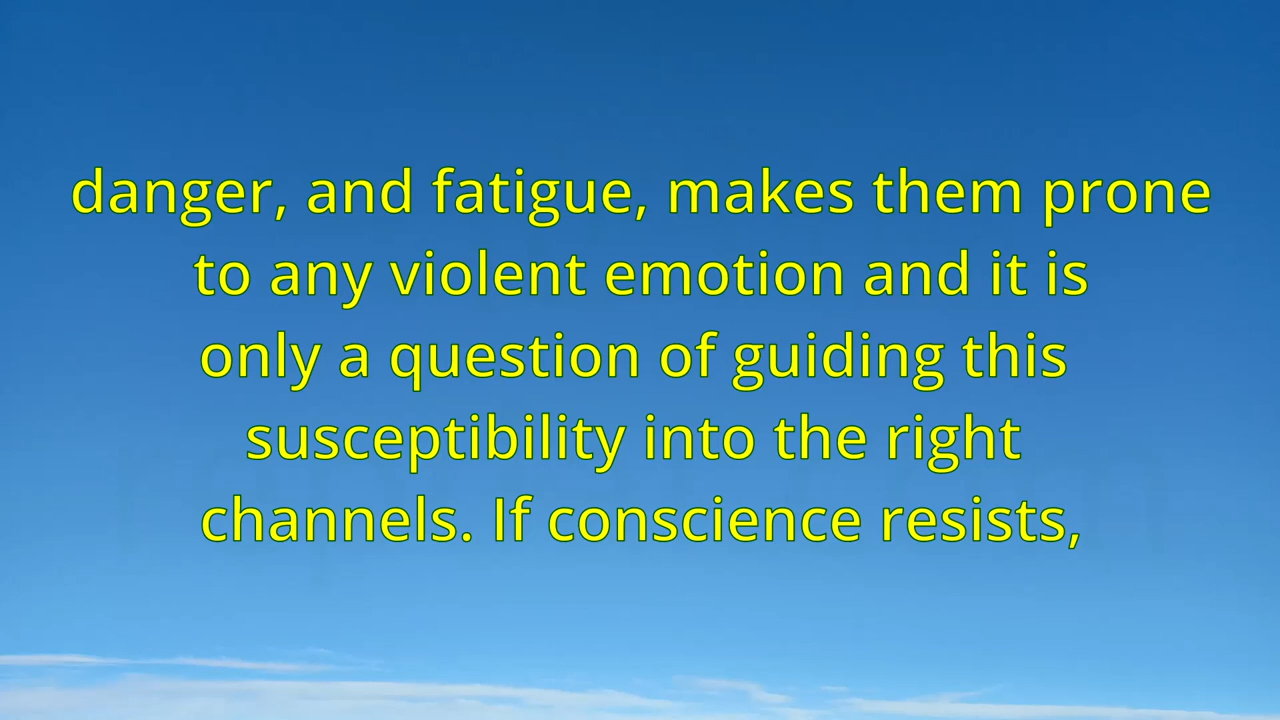 danger, and fatigue, makes them prone
to any violent emotion and it is
only a question of guiding this
susceptibility into the right
channels. If conscience resists,